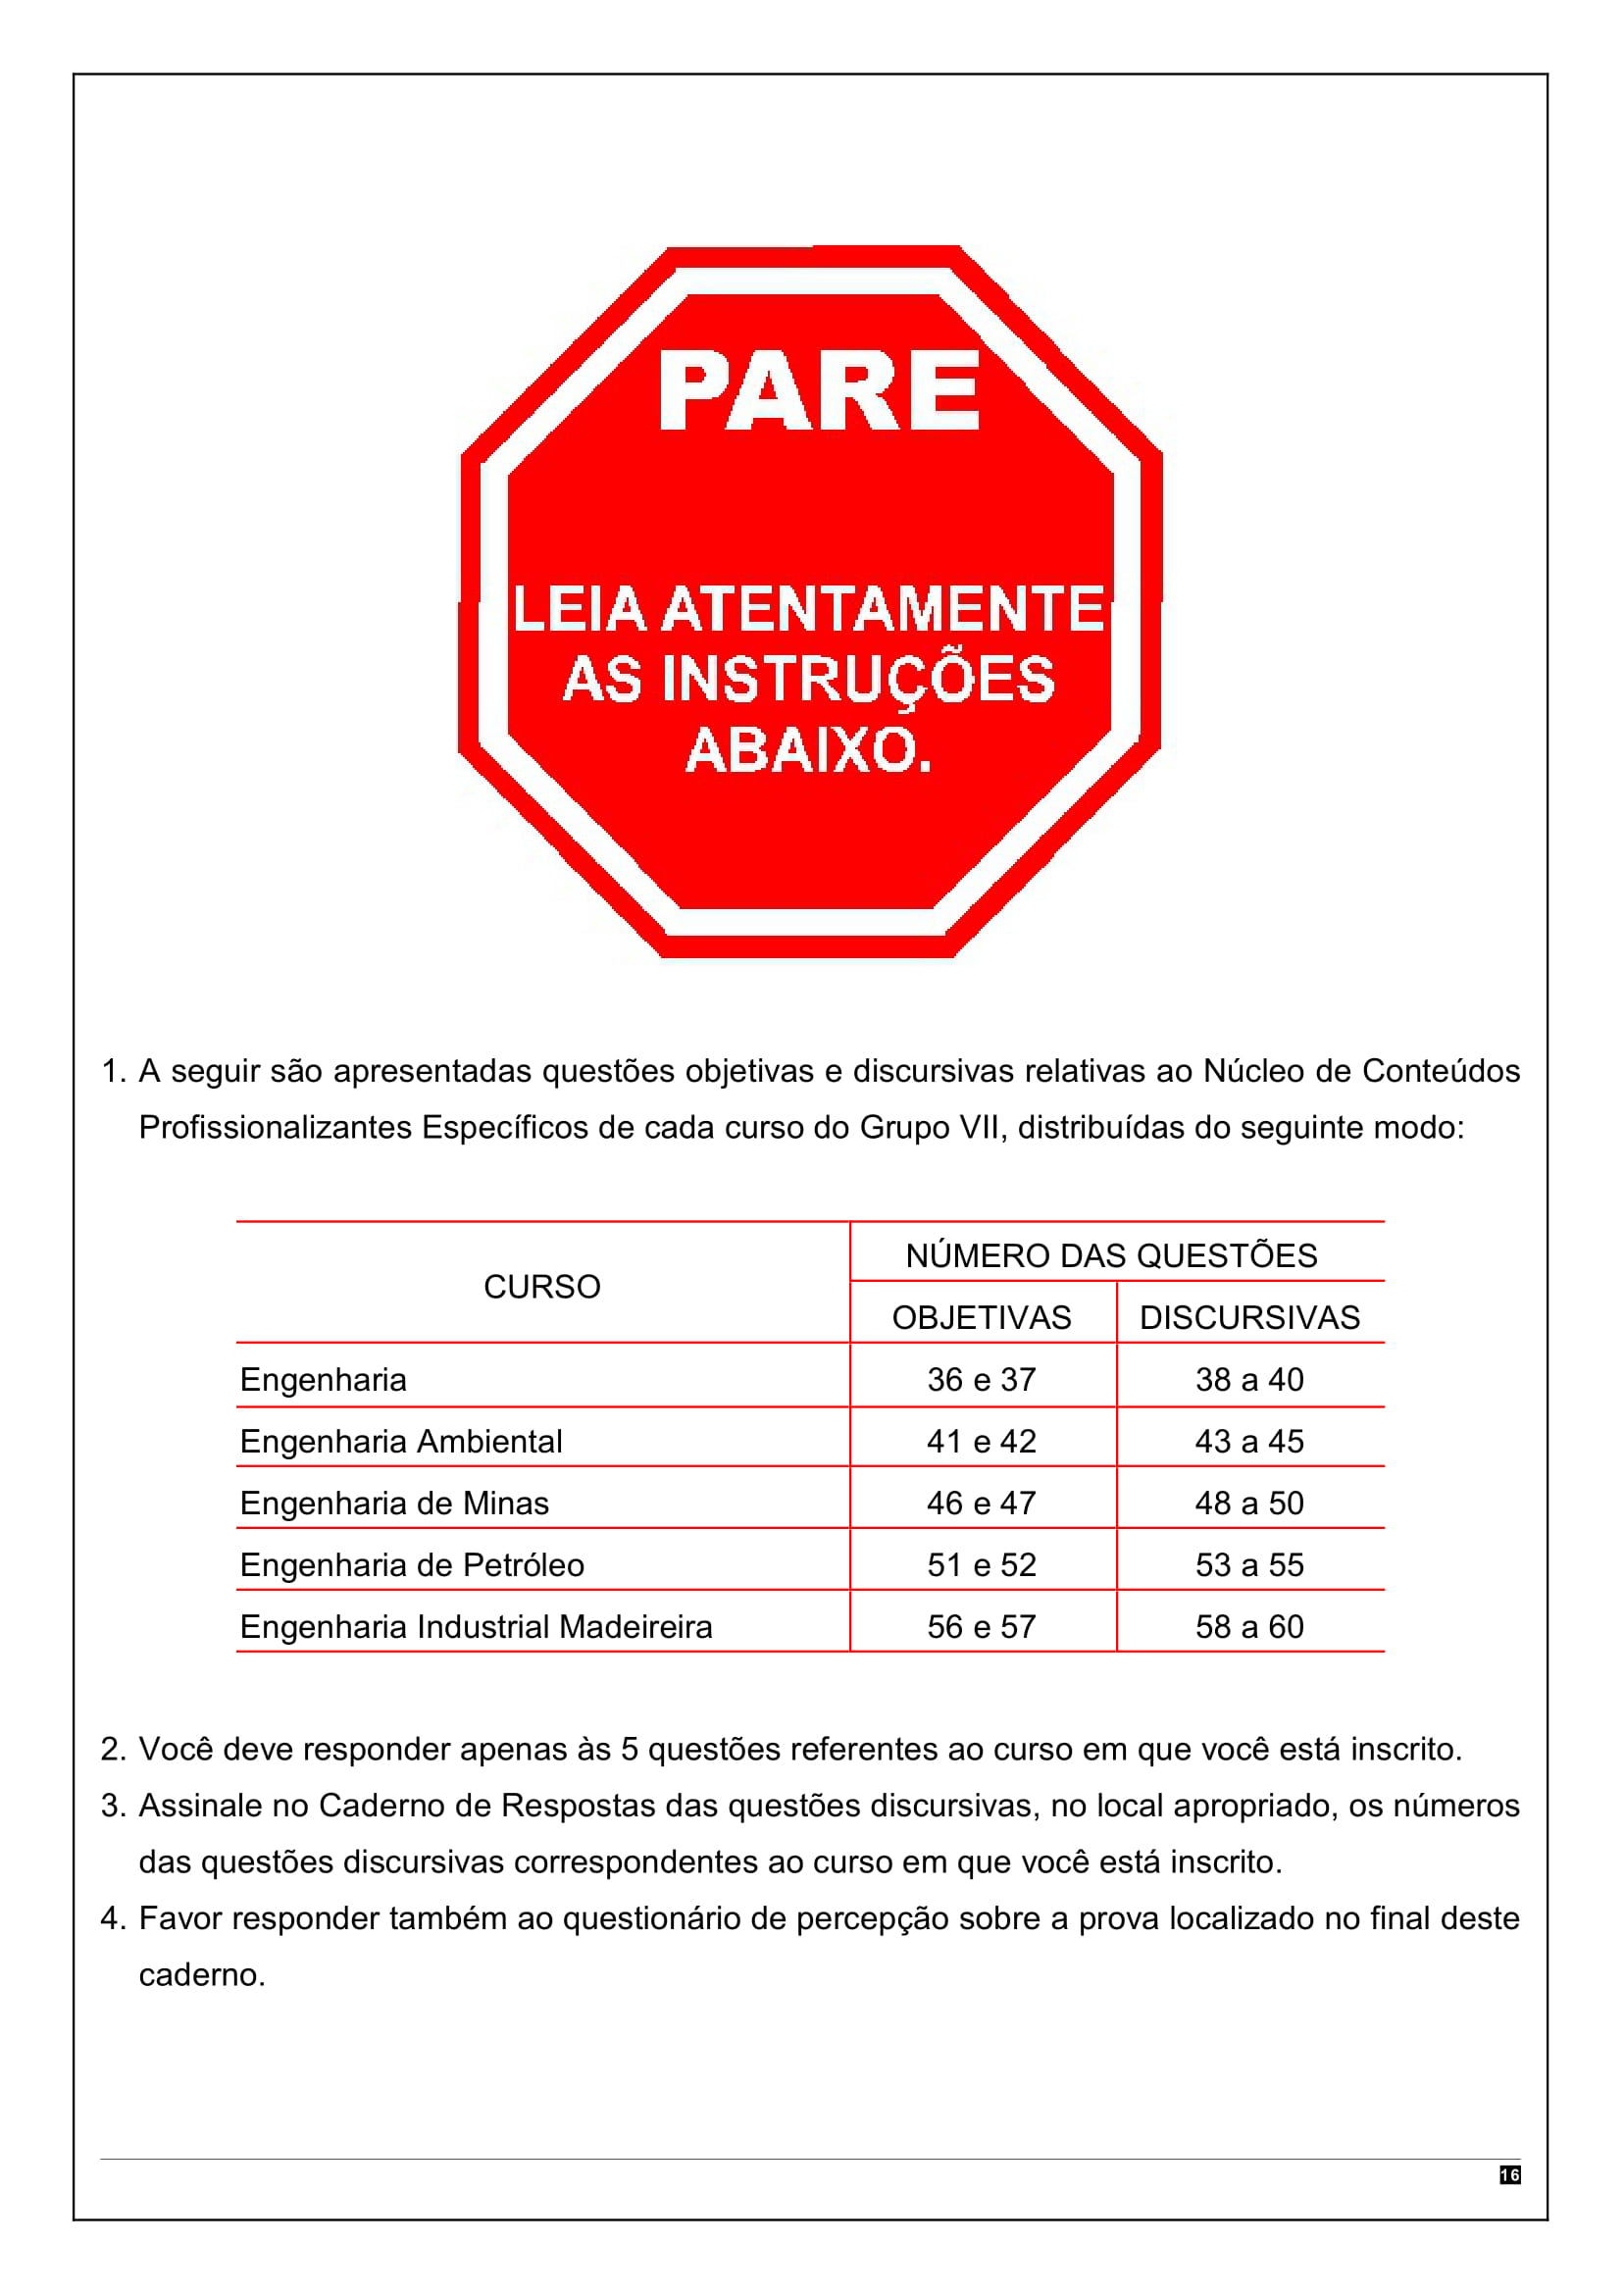 PARE
LEIA ATENTAMENTE
AS INSTRUÇÕES
ABAIXO.
1. A seguir são apresentadas questões objetivas e discursivas relativas ao Núcleo de Conteúdos
Profissionalizantes Específicos de cada curso do Grupo VII, distribuídas do seguinte modo:
CURSO
NÚMERO DAS QUESTÕES
OBJETIVAS DISCURSIVAS
Engenharia 36 e 37 38 a 40
Engenharia Ambiental 41 e 42 43 a 45
Engenharia de Minas 46 e 47 48 a 50
Engenharia de Petróleo 51 e 52 53 a 55
Engenharia Industrial Madeireira 56 e 57 58 a 60
2. Você deve responder apenas às 5 questões referentes ao curso em que você está inscrito.
3. Assinale no Caderno de Respostas das questões discursivas, no local apropriado, os números
das questões discursivas correspondentes ao curso em que você está inscrito.
4. Favor responder também ao questionário de percepção sobre a prova localizado no final deste
caderno.
16